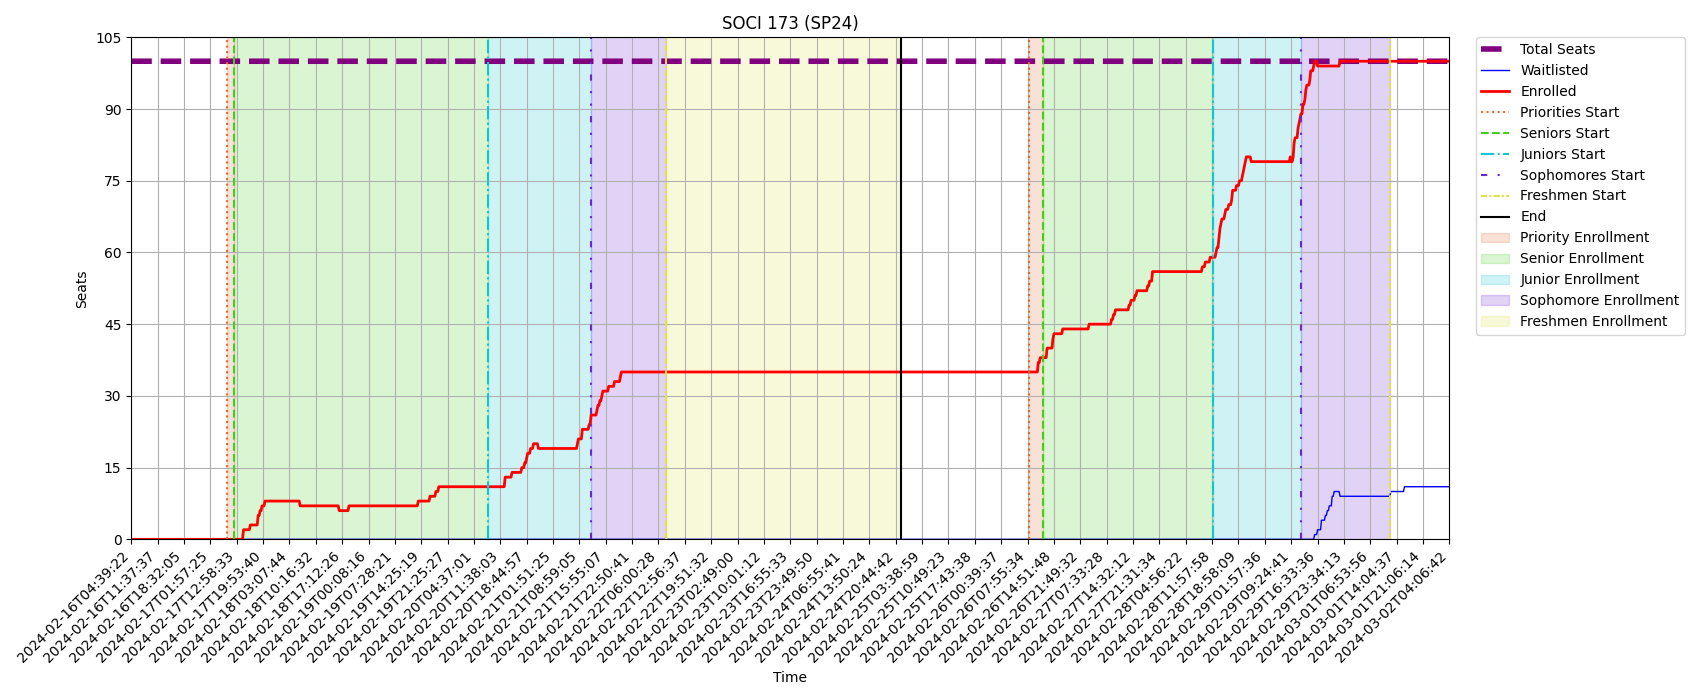 SOCI 173 (SP24)
105
90
75
60
45
30
15
0
Seats
2024-02-16T04:39:22
2024-02-16T11:37:37
2024-02-16T18:32:05
2024-02-17T01:57:25
2024-02-17T12:58:33
2024-02-17T19:53:40
2024-02-18T03:07:44
2024-02-18T10:16:32
2024-02-18T17:12:26
2024-02-19T00:08:16
2024-02-19T07:28:21
2024-02-19T14:25:19
2024-02-19T21:25:27
2024-02-20T04:37:01
2024-02-20T11:38:03
2024-02-20T18:44:57
2024-02-21T01:51:25
2024-02-21T08:59:05
2024-02-21T15:55:07
2024-02-21T22:50:41
2024-02-22T06:00:28
2024-02-22T12:56:37
2024-02-22T19:51:32
2024-02-23T02:49:00
2024-02-23T10:01:12
2024-02-23T16:55:33
2024-02-23T23:49:50
2024-02-24T06:55:41
2024-02-24T13:50:24
2024-02-24T20:44:42
2024-02-25T03:38:59
2024-02-25T10:49:23
2024-02-25T17:43:38
2024-02-26T00:39:37
2024-02-26T07:55:34
2024-02-26T14:51:48
2024-02-26T21:49:32
2024-02-27T07:33:28
2024-02-27T14:32:12
2024-02-27T21:31:34
2024-02-28T04:56:22
2024-02-28T11:57:58
2024-02-28T18:58:09
2024-02-29T01:57:36
2024-02-29T09:24:41
2024-02-29T16:33:36
2024-02-29T23:34:13
2024-03-01T06:53:56
2024-03-01T14:04:37
2024-03-01T21:06:14
2024-03-02T04:06:42
Time
Total Seats
Waitlisted
Enrolled
Priorities Start
Seniors Start
Juniors Start
Sophomores Start
Freshmen Start
End
Priority Enrollment
Senior Enrollment
Junior Enrollment
Sophomore Enrollment
Freshmen Enrollment